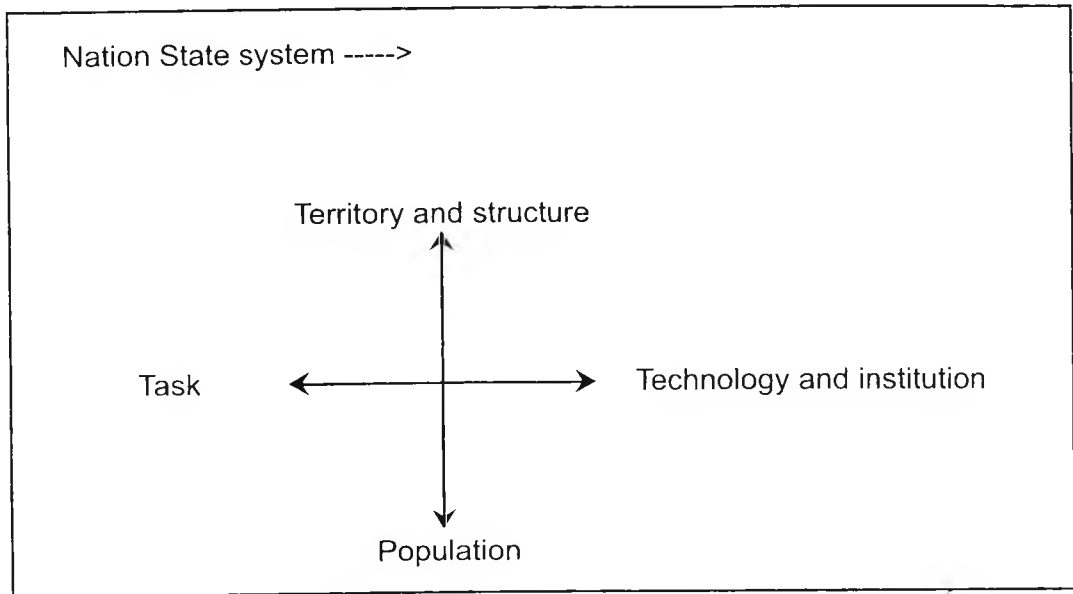 Nation State system ----->
Territory and structure
Task
Technology and institution
Population